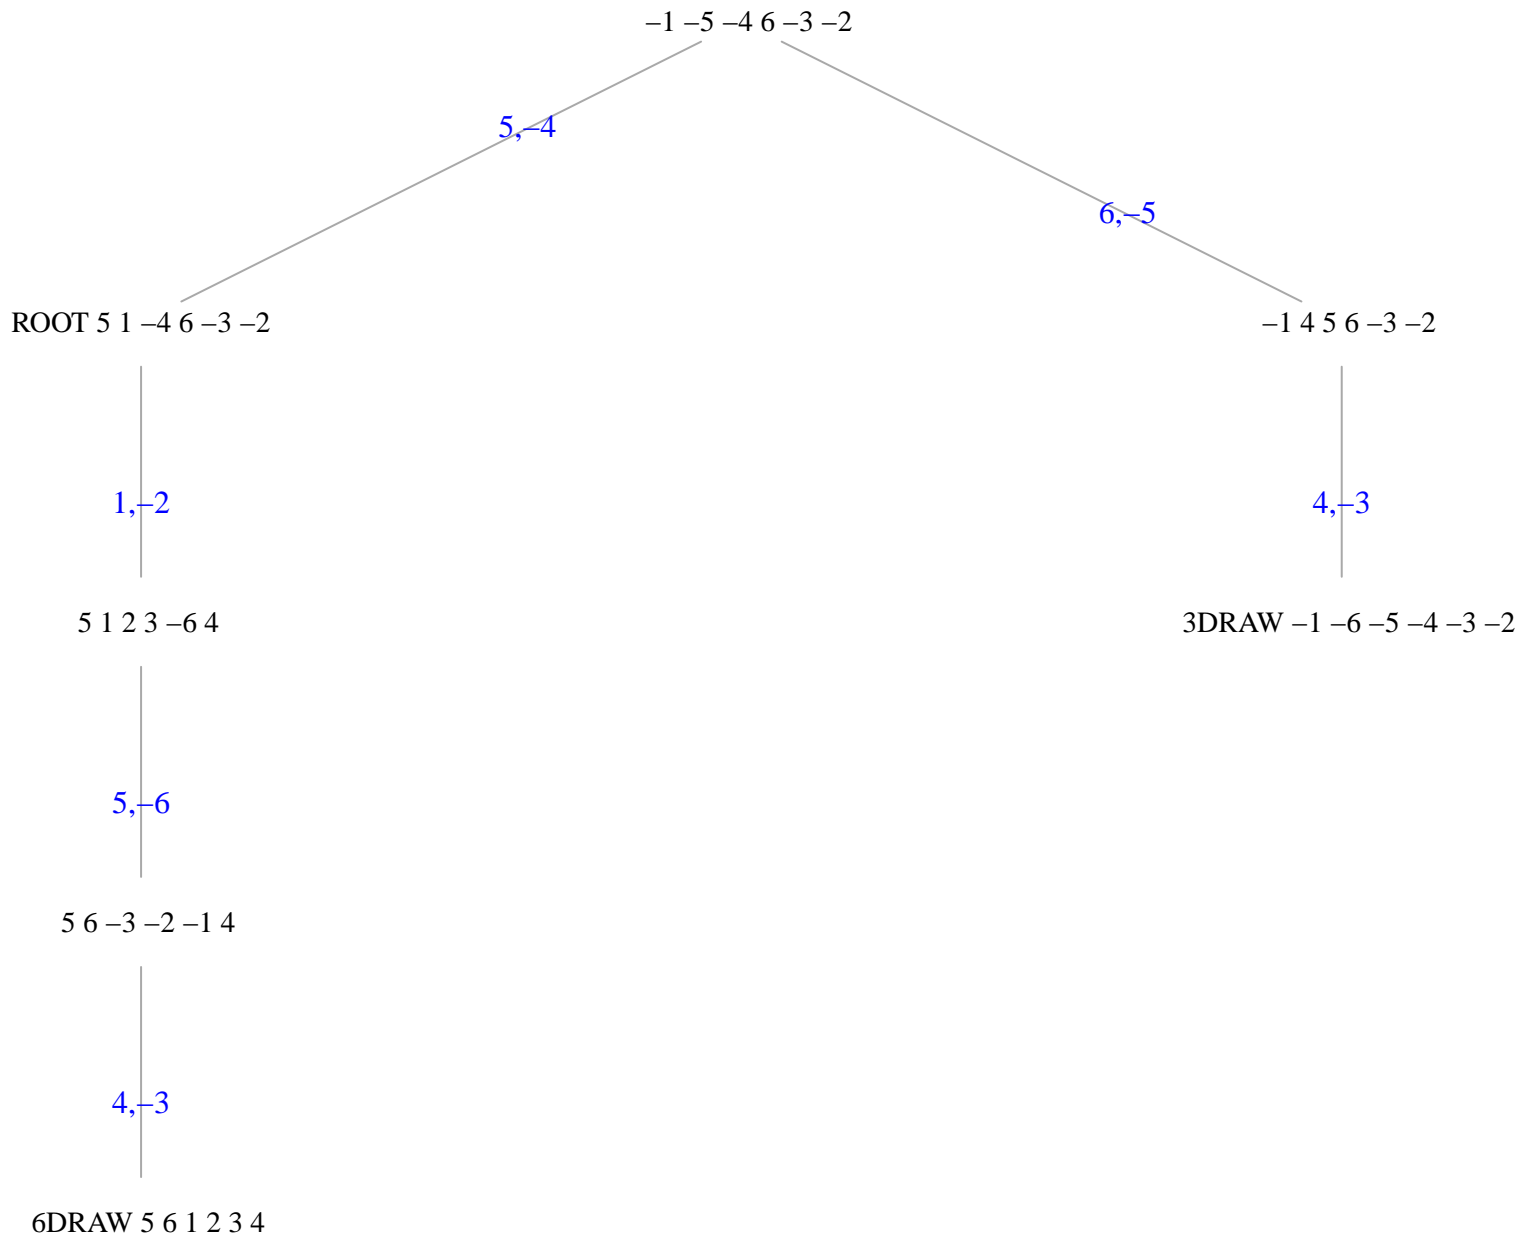 –1 –5 –4 6 –3 –2
5,–4
6,–5
ROOT 5 1 –4 6 –3 –2
–1 4 5 6 –3 –2
1,–2
4,–3
5 1 2 3 –6 4
3DRAW –1 –6 –5 –4 –3 –2
5,–6
5 6 –3 –2 –1 4
4,–3
6DRAW 5 6 1 2 3 4